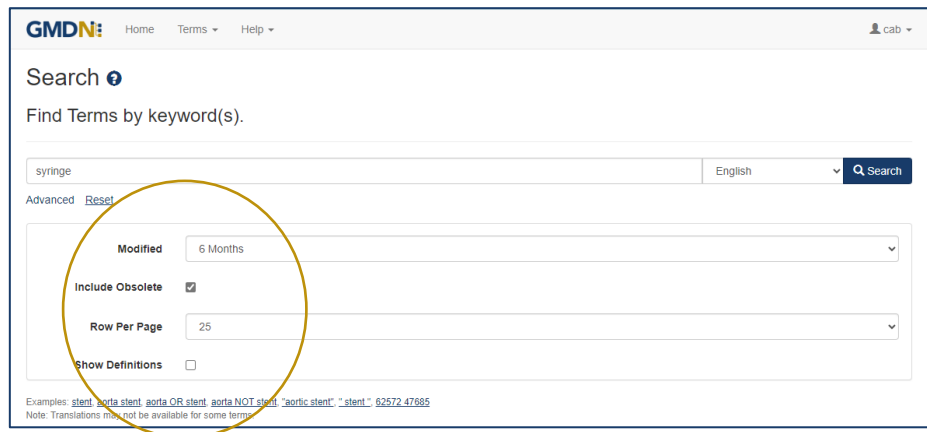 GMDN Home Terms Help cab
Search
Find Terms by keyword(s).
syringe English Search
Advanced Reset
Modified 6 Months
Include Obsolete
Row Per Page 25
Show Definitions
Examples: stent, aorta stent, aorta OR stent, aorta NOT stent, "aortic stent", " stent ", 62572 47685
Note: Translations may not be available for some terms